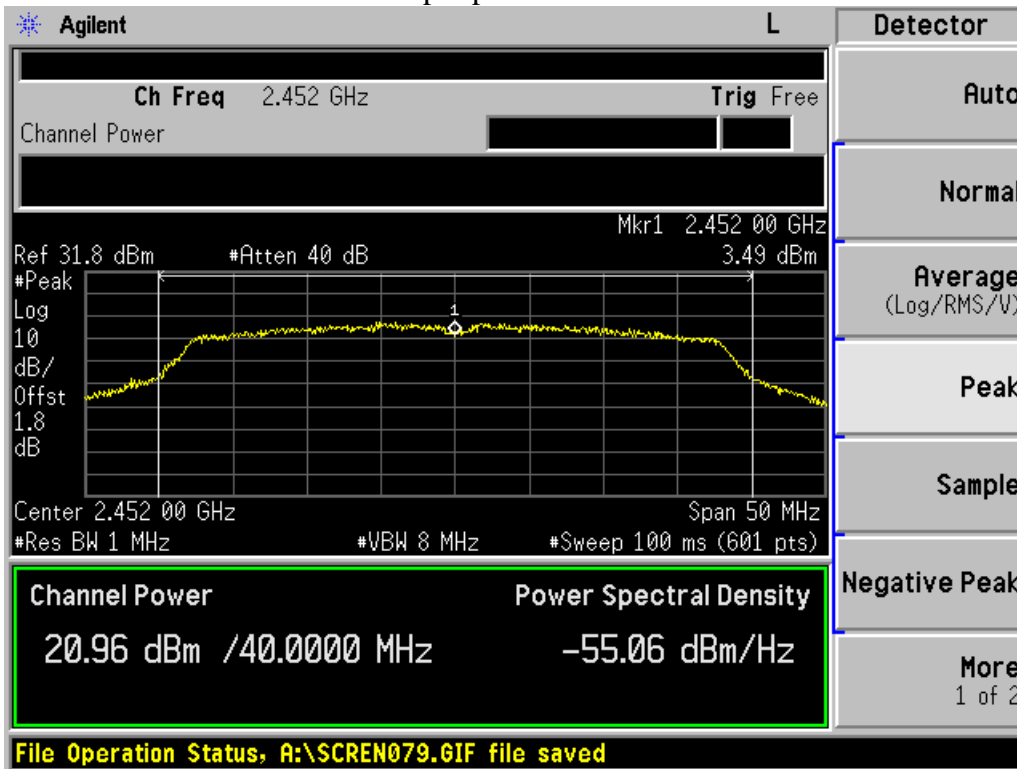 Agilent L Detector
Ch Freq 2.452 GHz Trig Free
Channel Power
Mkr1 2.452 00 GHz
Ref 31.8 dBm #Atten 40 dB 3.49 dBm
#Peak
Log
10
dB/
Offst
1.8
dB
1
Center 2.452 00 GHz Span 50 MHz
#Res BW 1 MHz #VBW 8 MHz #Sweep 100 ms (601 pts)
Channel Power Power Spectral Density
20.96 dBm /40.0000 MHz -55.06 dBm/Hz
File Operation Status, A:\SCREN079.GIF file saved
Auto
Normal
Average
(Log/RMS/V)
Peak
Sample
Negative Peak
More
1 of 2